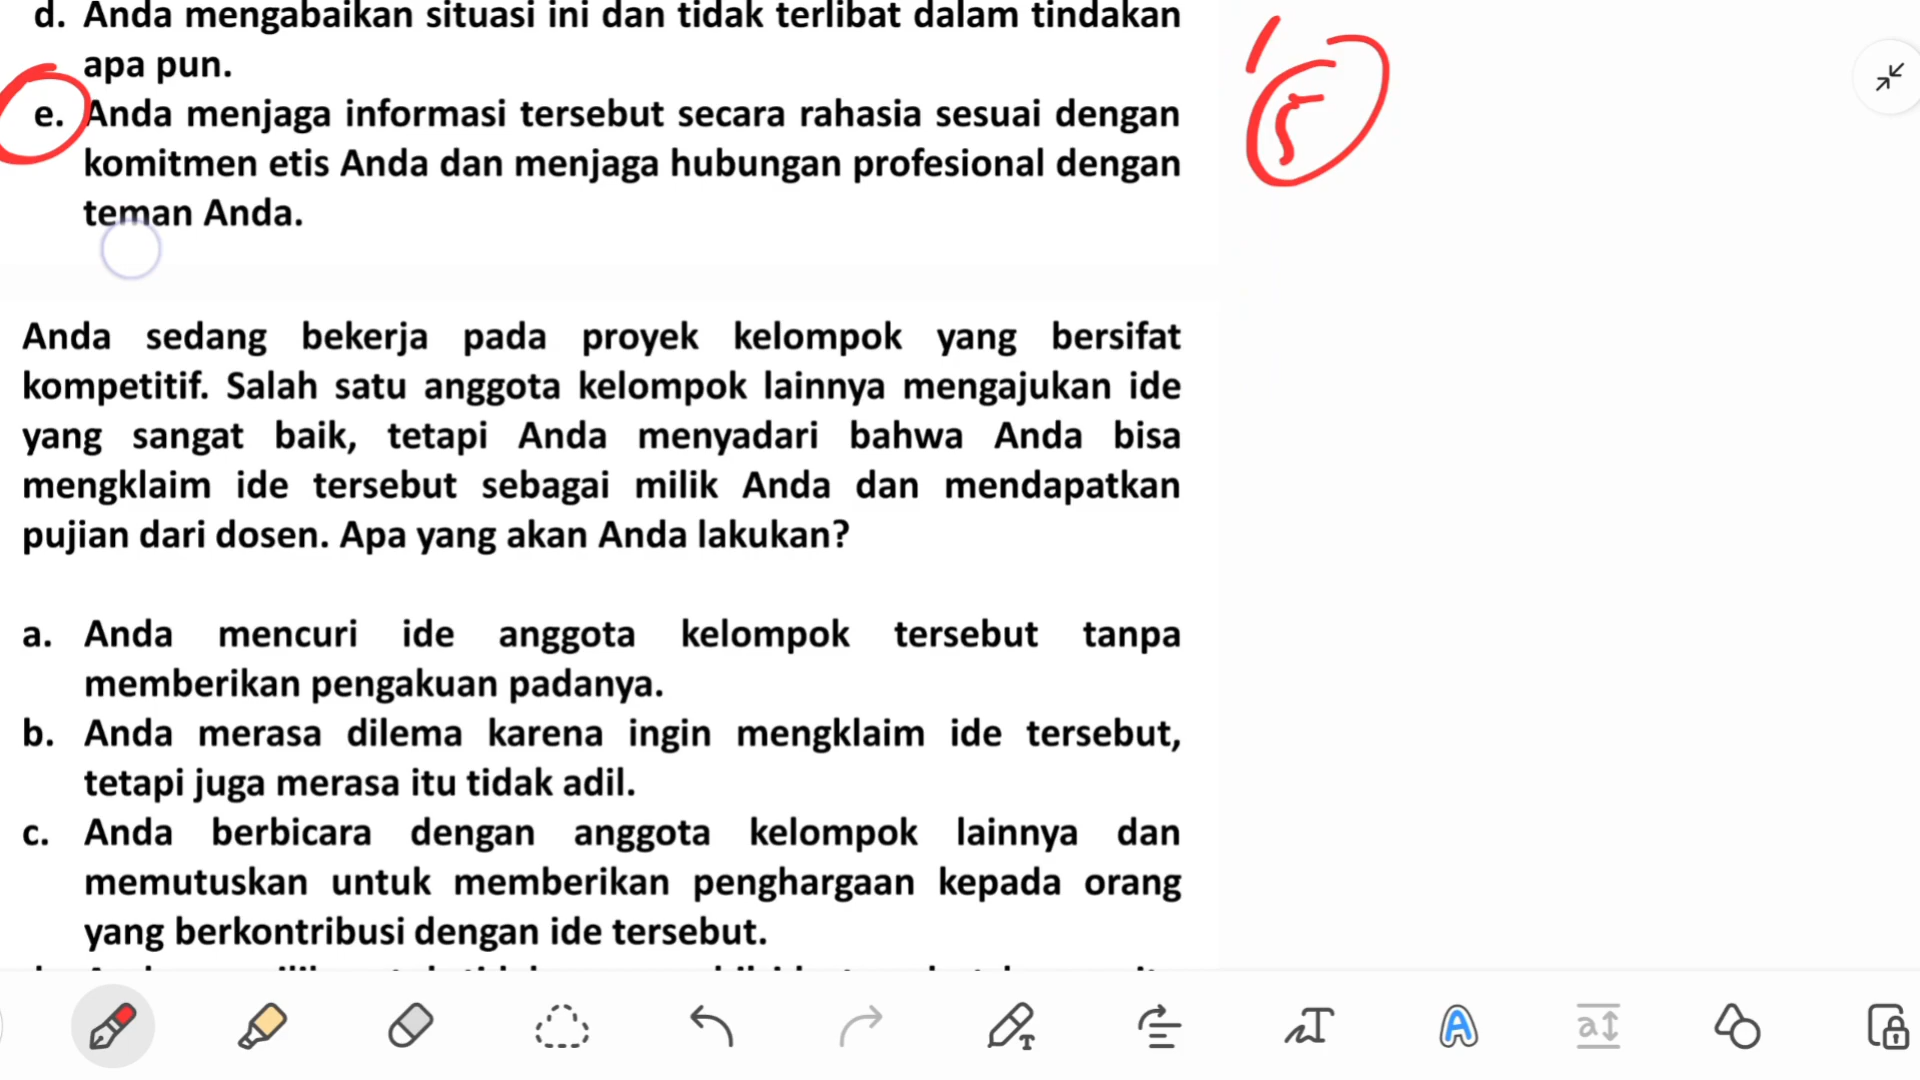 d. Anda mengabaikan situasi ini dan tidak terlibat dalam tindakan
apa pun.
e. Anda menjaga informasi tersebut secara rahasia sesuai dengan
komitmen etis Anda dan menjaga hubungan profesional dengan
teman Anda.
5
Anda sedang bekerja pada proyek kelompok yang bersifat
kompetitif. Salah satu anggota kelompok lainnya mengajukan ide
yang sangat baik, tetapi Anda menyadari bahwa Anda bisa
mengklaim ide tersebut sebagai milik Anda dan mendapatkan
pujian dari dosen. Apa yang akan Anda lakukan?
a. Anda mencuri ide anggota kelompok tersebut tanpa
memberikan pengakuan padanya.
b. Anda merasa dilema karena ingin mengklaim ide tersebut,
tetapi juga merasa itu tidak adil.
c. Anda berbicara dengan anggota kelompok lainnya dan
memutuskan untuk memberikan penghargaan kepada orang
yang berkontribusi dengan ide tersebut.